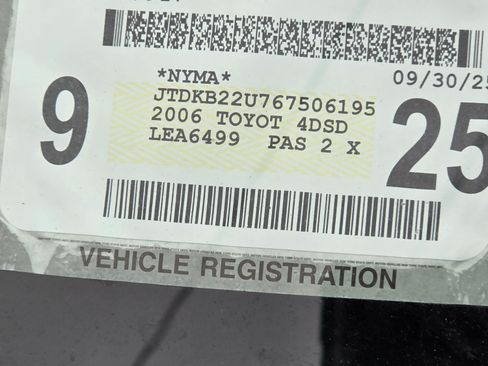 *NYMA* 09/30/25
JTDKB22U767506195
2006 TOYOT 4DSD
LEA6499 PAS 2 X
9 25
VEHICLE REGISTRATION